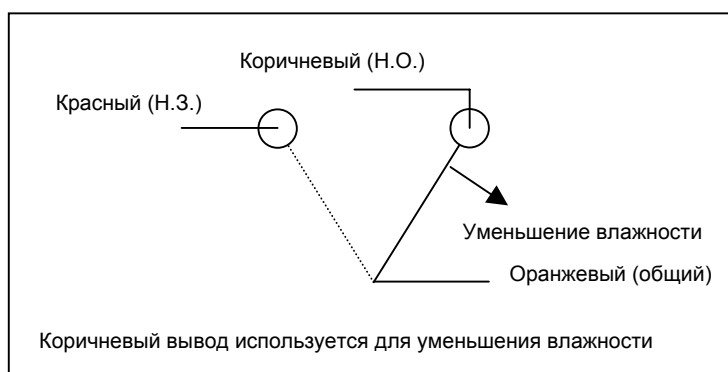 Коричневый (Н.О.)
Красный (Н.З.)
Уменьшение влажности
Оранжевый (общий)
Коричневый вывод используется для уменьшения влажности